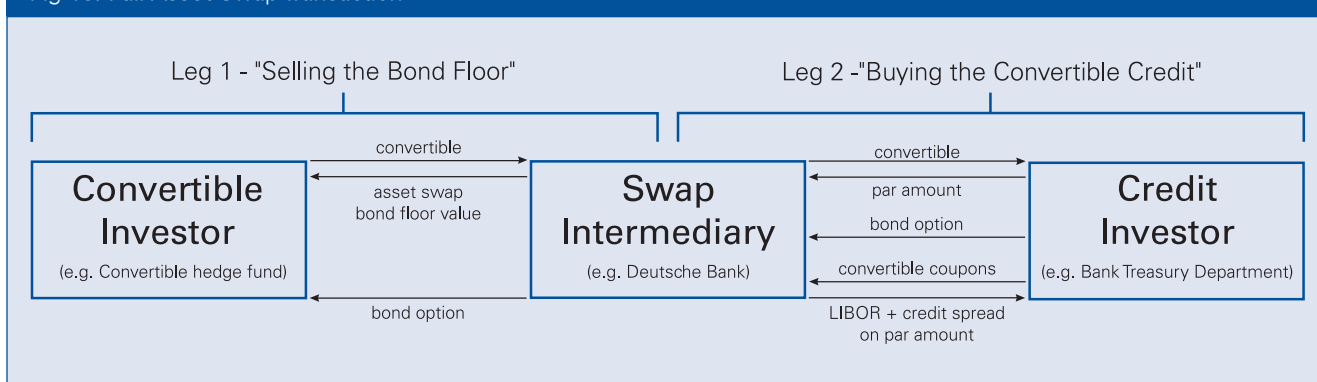 Leg 1 - "Selling the Bond Floor"
Leg 2 -"Buying the Convertible Credit"
Convertible
Investor
(e.g. Convertible hedge fund)
convertible
asset swap
bond floor value
bond option
Swap
Intermediary
(e.g. Deutsche Bank)
convertible
par amount
bond option
convertible coupons
LIBOR + credit spread
on par amount
Credit
Investor
(e.g. Bank Treasury Department)